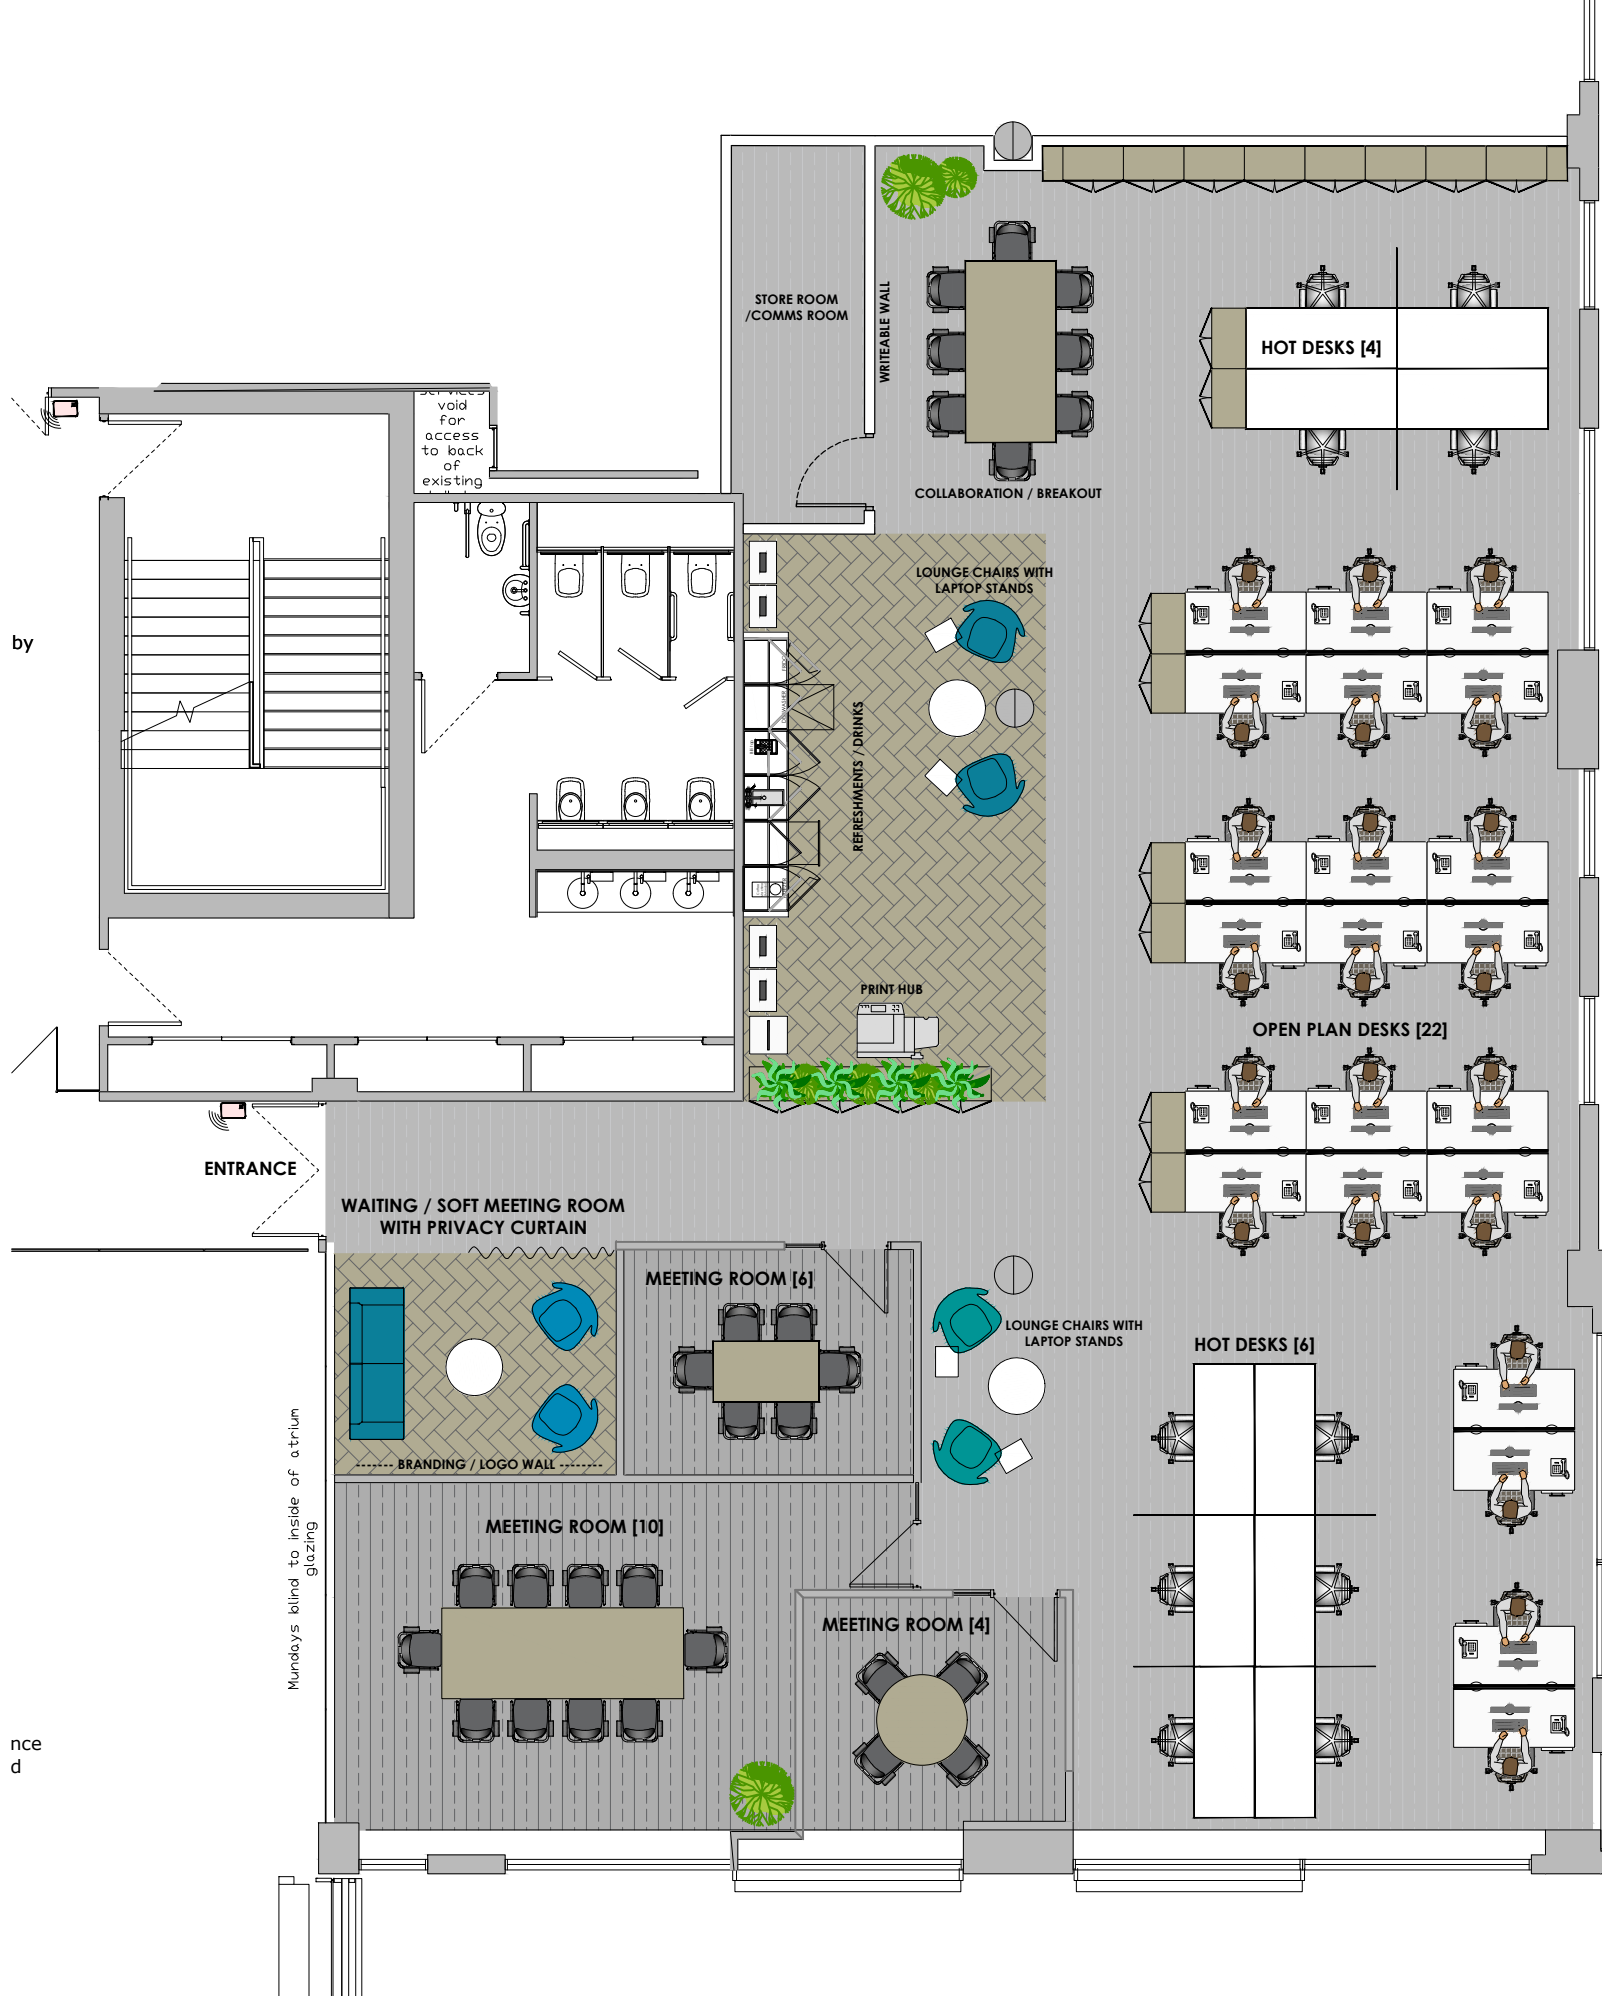 STORE ROOM
/COMMS ROOM
WRITEABLE WALL
HOT DESKS [4]
void
for
access
to back
of
existing
COLLABORATION / BREAKOUT
LOUNGE CHAIRS WITH
LAPTOP STANDS
by
REFRESHMENTS / DRINKS
PRINT HUB
OPEN PLAN DESKS [22]
ENTRANCE
WAITING / SOFT MEETING ROOM
WITH PRIVACY CURTAIN
MEETING ROOM [6]
LOUNGE CHAIRS WITH
LAPTOP STANDS
HOT DESKS [6]
------- BRANDING / LOGO WALL --------
Mundays blind to inside of atrium
glazing
MEETING ROOM [10]
MEETING ROOM [4]
nce
d